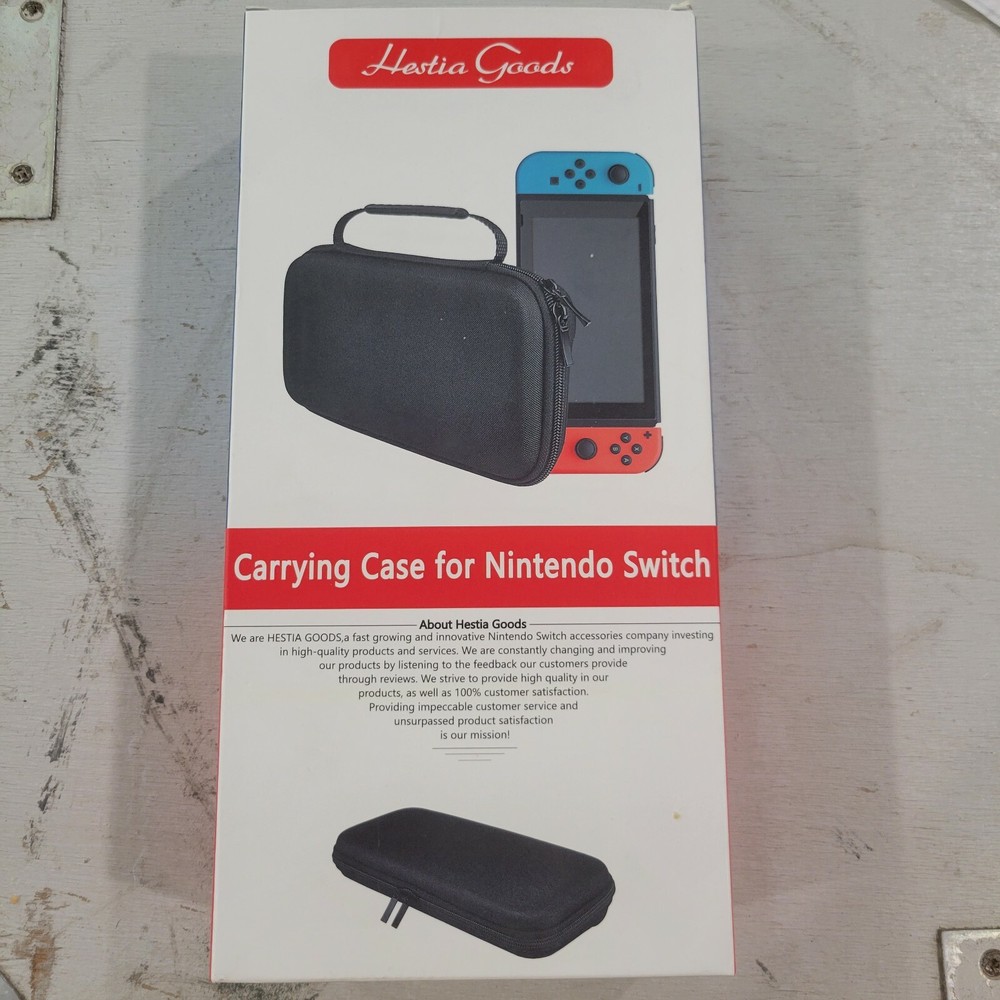 Hestia Goods
Carrying Case for Nintendo Switch
About Hestia Goods
We are HESTIA GOODS,a fast growing and innovative Nintendo Switch accessories company investing
in high-quality products and services. We are constantly changing and improving
our products by listening to the feedback our customers provide
through reviews. We strive to provide high quality in our
products, as well as 100% customer satisfaction.
Providing impeccable customer service and
unsurpassed product satisfaction
is our mission!